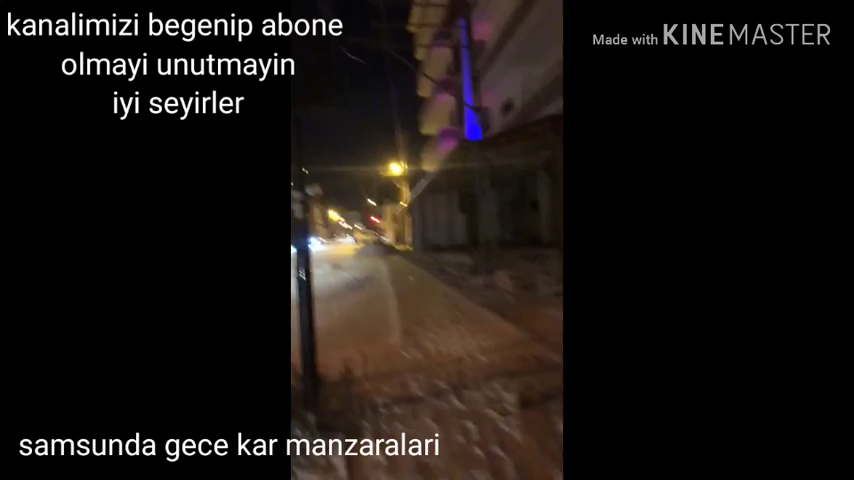 kanalimizi begenip abone
olmayi unutmayin
iyi seyirler
Made with KINEMASTER
samsunda gece kar manzaralari